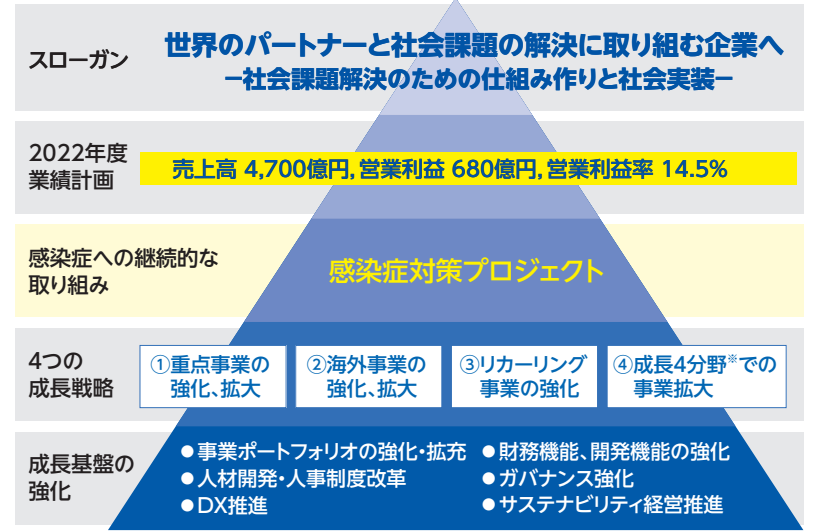 スローガン
世界のパートナーと社会課題の解決に取り組む企業へ
−社会課題解決のための仕組み作りと社会実装−
2022年度
業績計画
売上高 4,700億円, 営業利益 680億円, 営業利益率 14.5%
感染症への継続的な
取り組み
感染症対策プロジェクト
4つの
成長戦略
①重点事業の
強化、拡大
②海外事業の
強化、拡大
③リカーリング
事業の強化
④成長4分野※での
事業拡大
成長基盤の
強化
●事業ポートフォリオの強化・拡充
●人材開発・人事制度改革
●DX推進
●財務機能、開発機能の強化
●ガバナンス強化
●サステナビリティ経営推進